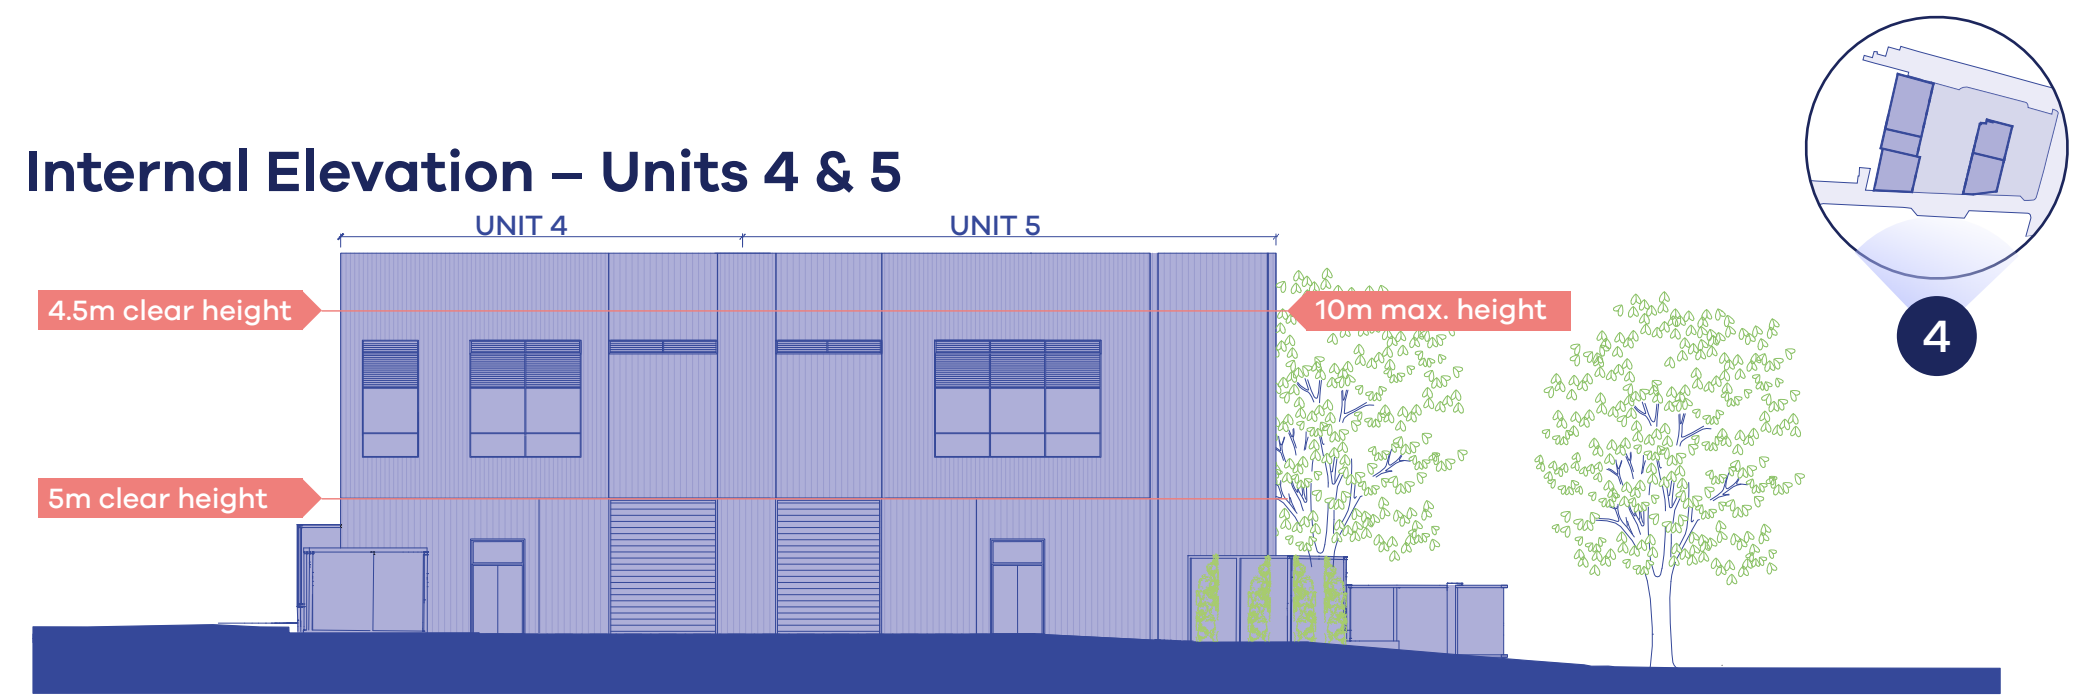 Internal Elevation – Units 4 & 5
UNIT 4
UNIT 5
4.5m clear height
10m max. height
4
5m clear height